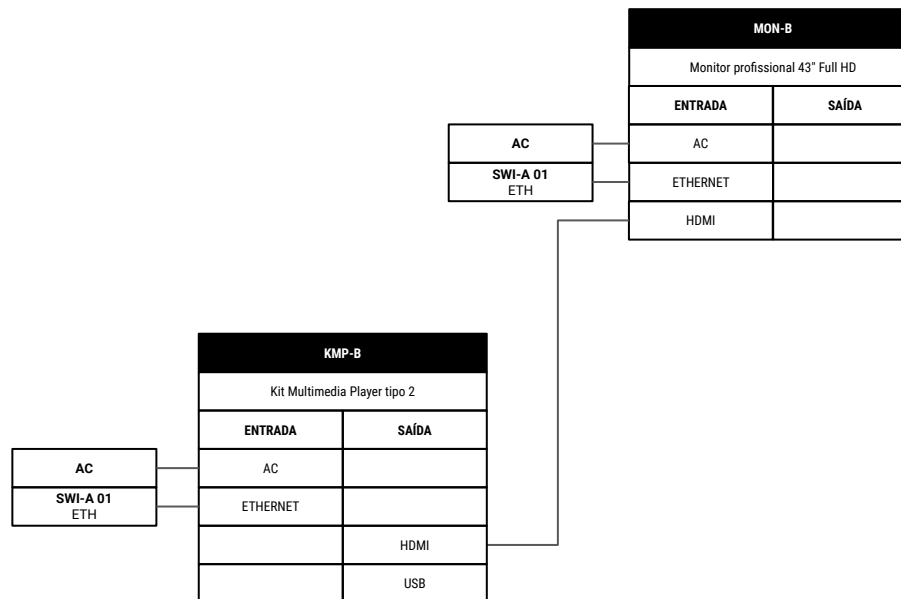 MON-B
Monitor profissional 43" Full HD
ENTRADA SAÍDA
AC
ETHERNET
HDMI
AC
SWI-A 01
ETH
KMP-B
Kit Multimedia Player tipo 2
ENTRADA SAÍDA
AC
ETHERNET
HDMI
USB
AC
SWI-A 01
ETH